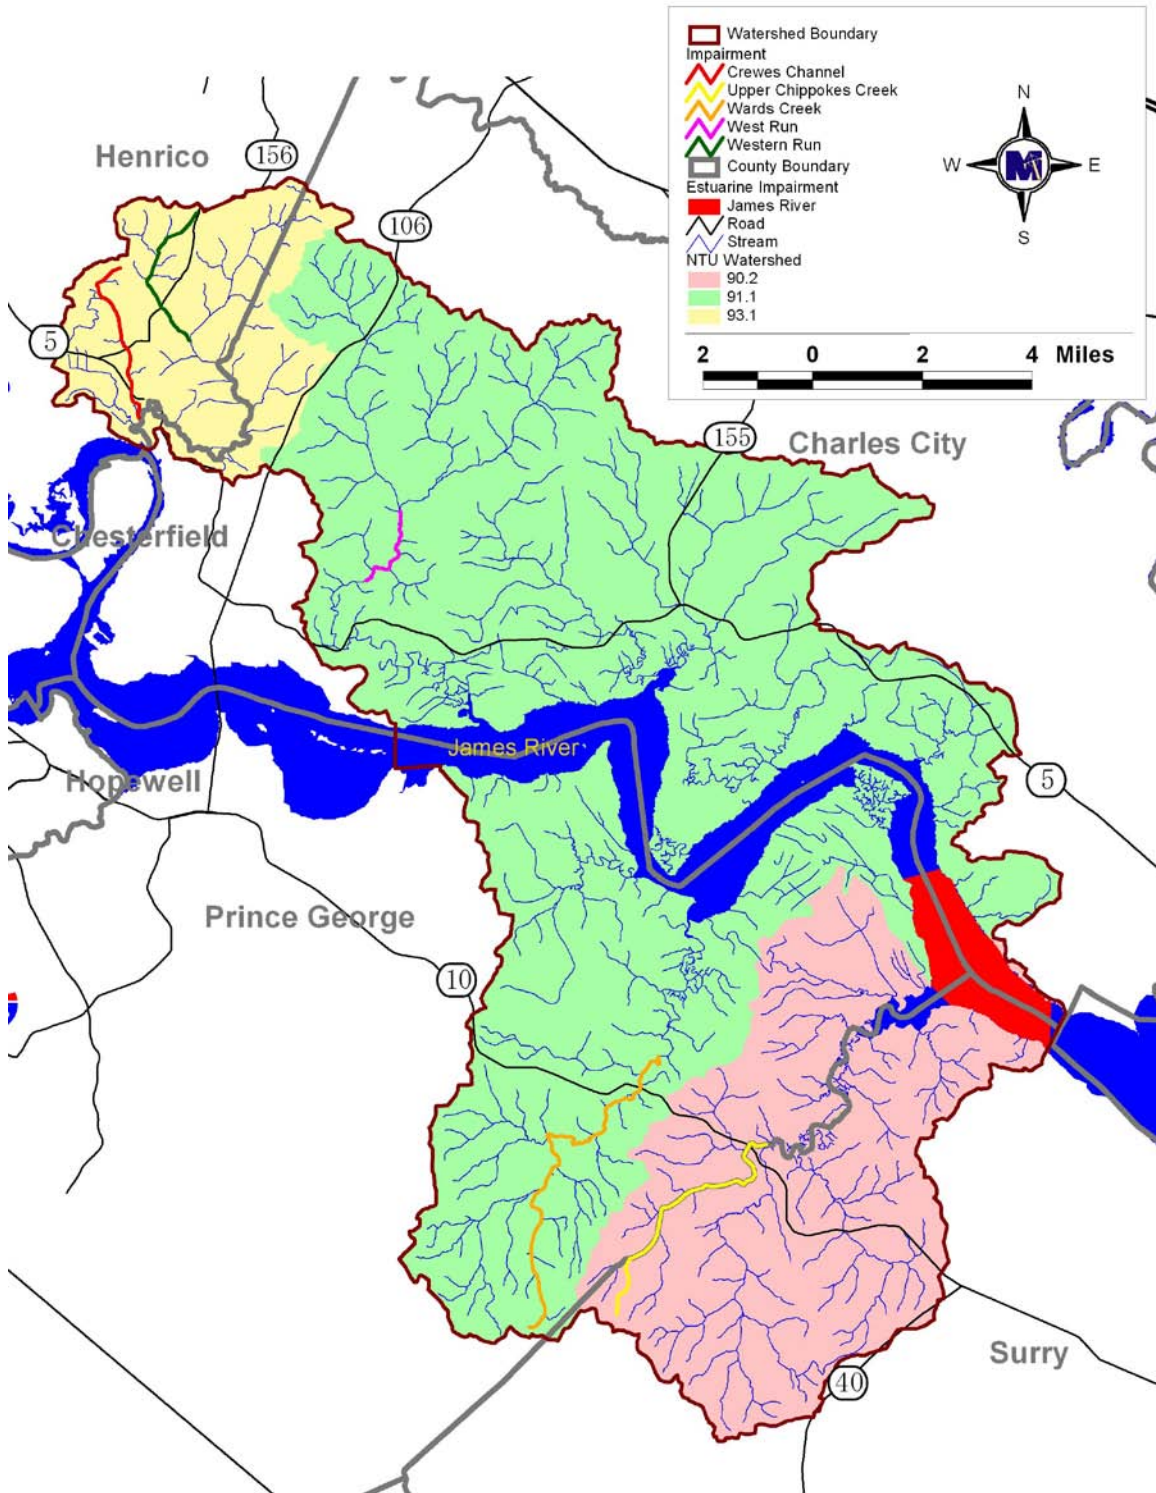 Watershed Boundary
Impairment
Crewes Channel
Upper Chippokes Creek
Wards Creek
West Run
Western Run
County Boundary
Estuarine Impairment
James River
Road
Stream
NTU Watershed
90.2
91.1
93.1
N
W
M
E
S
2 0 2 4 Miles
Henrico
156
106
5
155
Charles City
Chesterfield
James River
Hopewell
5
Prince George
10
Surry
40